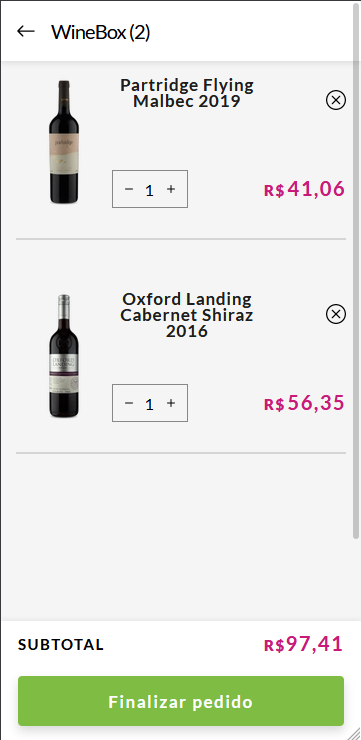 WineBox (2)
Partridge Flying
Malbec 2019
− 1 +
R$41,06
Oxford Landing
Cabernet Shiraz
2016
− 1 +
R$56,35
SUBTOTAL
R$97,41
Finalizar pedido